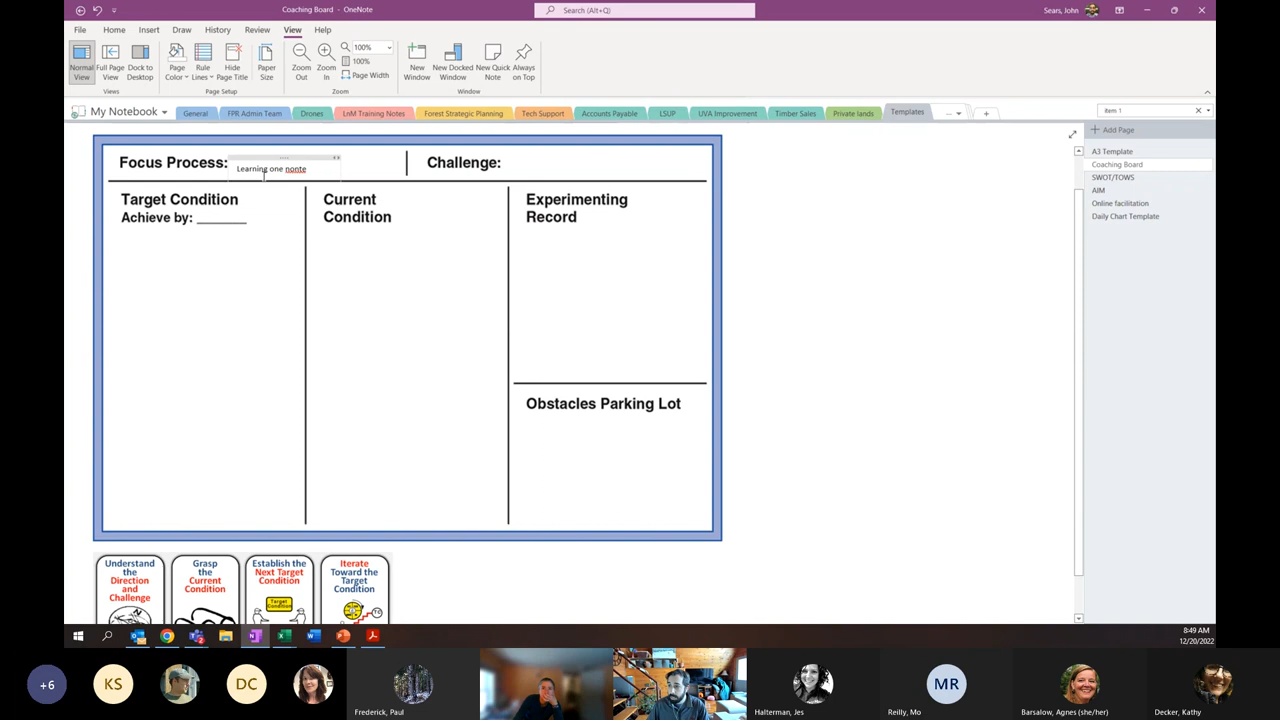 Coaching Board - OneNote
Search (Alt+Q)
Sears, John
File
Home
Insert
Draw
History
Review
View
Help
Normal View
Full Page View
Dock to Desktop
Views
Page Color
Rule Lines
Hide Page Title
Paper Size
Page Setup
Zoom Out
Zoom In
100%
100%
Page Width
Zoom
New Window
New Docked Window
New Quick Note
Always on Top
Window
My Notebook
General
FPR Admin Team
Drones
LnM Training Notes
Forest Strategic Planning
Tech Support
Accounts Payable
LSUP
UVA Improvement
Timber Sales
Private lands
Templates
...
item 1
Add Page
A3 Template
Coaching Board
SWOT/TOWS
AIM
Online facilitation
Daily Chart Template
Focus Process:
Learning one nonte
Challenge:
Target Condition
Achieve by: ________
Current
Condition
Experimenting
Record
Obstacles Parking Lot
Understand
the
Direction
and
Challenge
Grasp
the
Current
Condition
Establish the
Next Target
Condition
Target
Condition
Iterate
Toward the
Target
Condition
TC
8:49 AM
12/20/2022
+6
KS
DC
Frederick, Paul
Halterman, Jes
MR
Reilly, Mo
Barsalow, Agnes (she/her)
Decker, Kathy